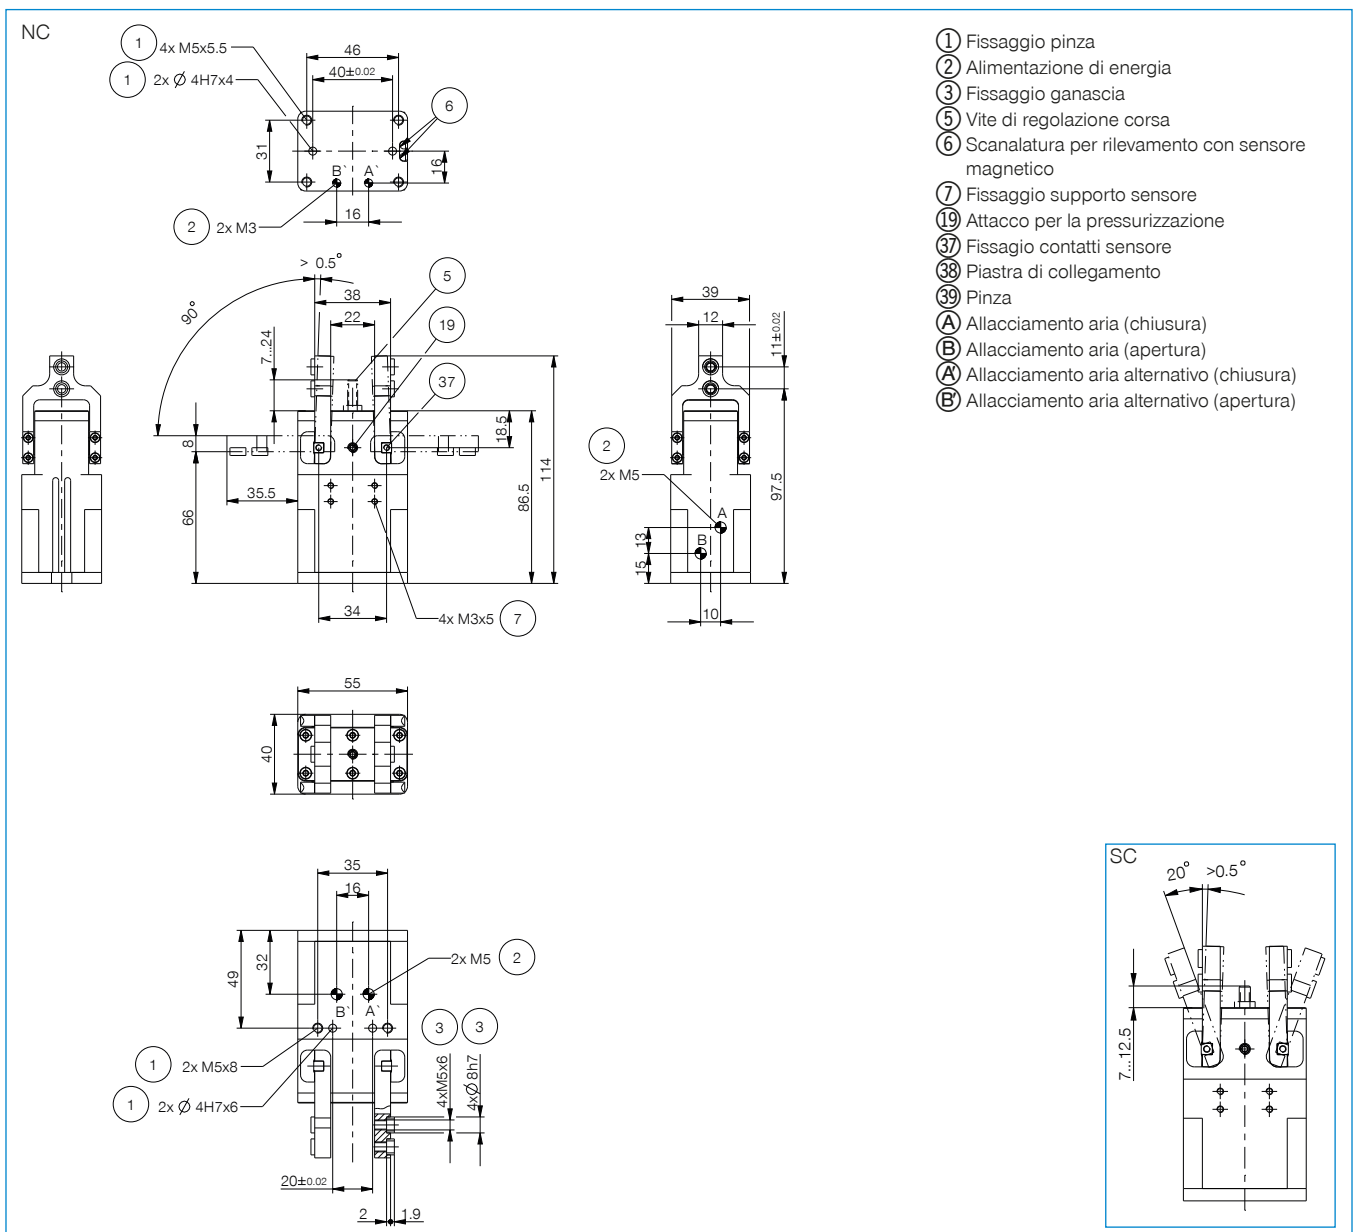 NC
1 4x M5x5.5
46
1 2x Ø 4H7x4
40±0.02
6
31
B` A`
16
2 2x M3
16
> 0.5°
90°
38
5
22
19
7...24
37
8
18.5
35.5
66
86.5
114
34
4x M3x5 7
39
12
11±0.02
2
2x M5
A
B
13
15
10
97.5
55
40
35
16
49
32
2x M5 2
B` A`
3 3
1 2x M5x8
4xM5x6
4xØ8h7
1 2x Ø 4H7x6
20±0.02
2 1.9
1 Fissaggio pinza
2 Alimentazione di energia
3 Fissaggio ganascia
5 Vite di regolazione corsa
6 Scanalatura per rilevamento con sensore
magnetico
7 Fissaggio supporto sensore
19 Attacco per la pressurizzazione
37 Fissagio contatti sensore
38 Piastra di collegamento
39 Pinza
A Allacciamento aria (chiusura)
B Allacciamento aria (apertura)
A' Allacciamento aria alternativo (chiusura)
B' Allacciamento aria alternativo (apertura)
SC
20° >0.5°
7...12.5